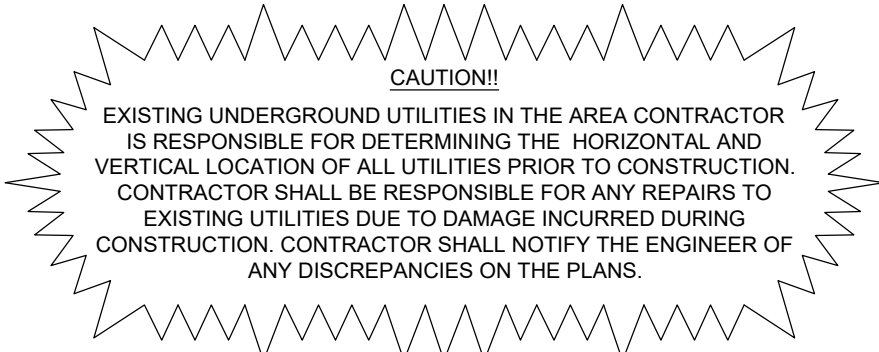 CAUTION!!
EXISTING UNDERGROUND UTILITIES IN THE AREA CONTRACTOR
IS RESPONSIBLE FOR DETERMINING THE HORIZONTAL AND
VERTICAL LOCATION OF ALL UTILITIES PRIOR TO CONSTRUCTION.
CONTRACTOR SHALL BE RESPONSIBLE FOR ANY REPAIRS TO
EXISTING UTILITIES DUE TO DAMAGE INCURRED DURING
CONSTRUCTION. CONTRACTOR SHALL NOTIFY THE ENGINEER OF
ANY DISCREPANCIES ON THE PLANS.